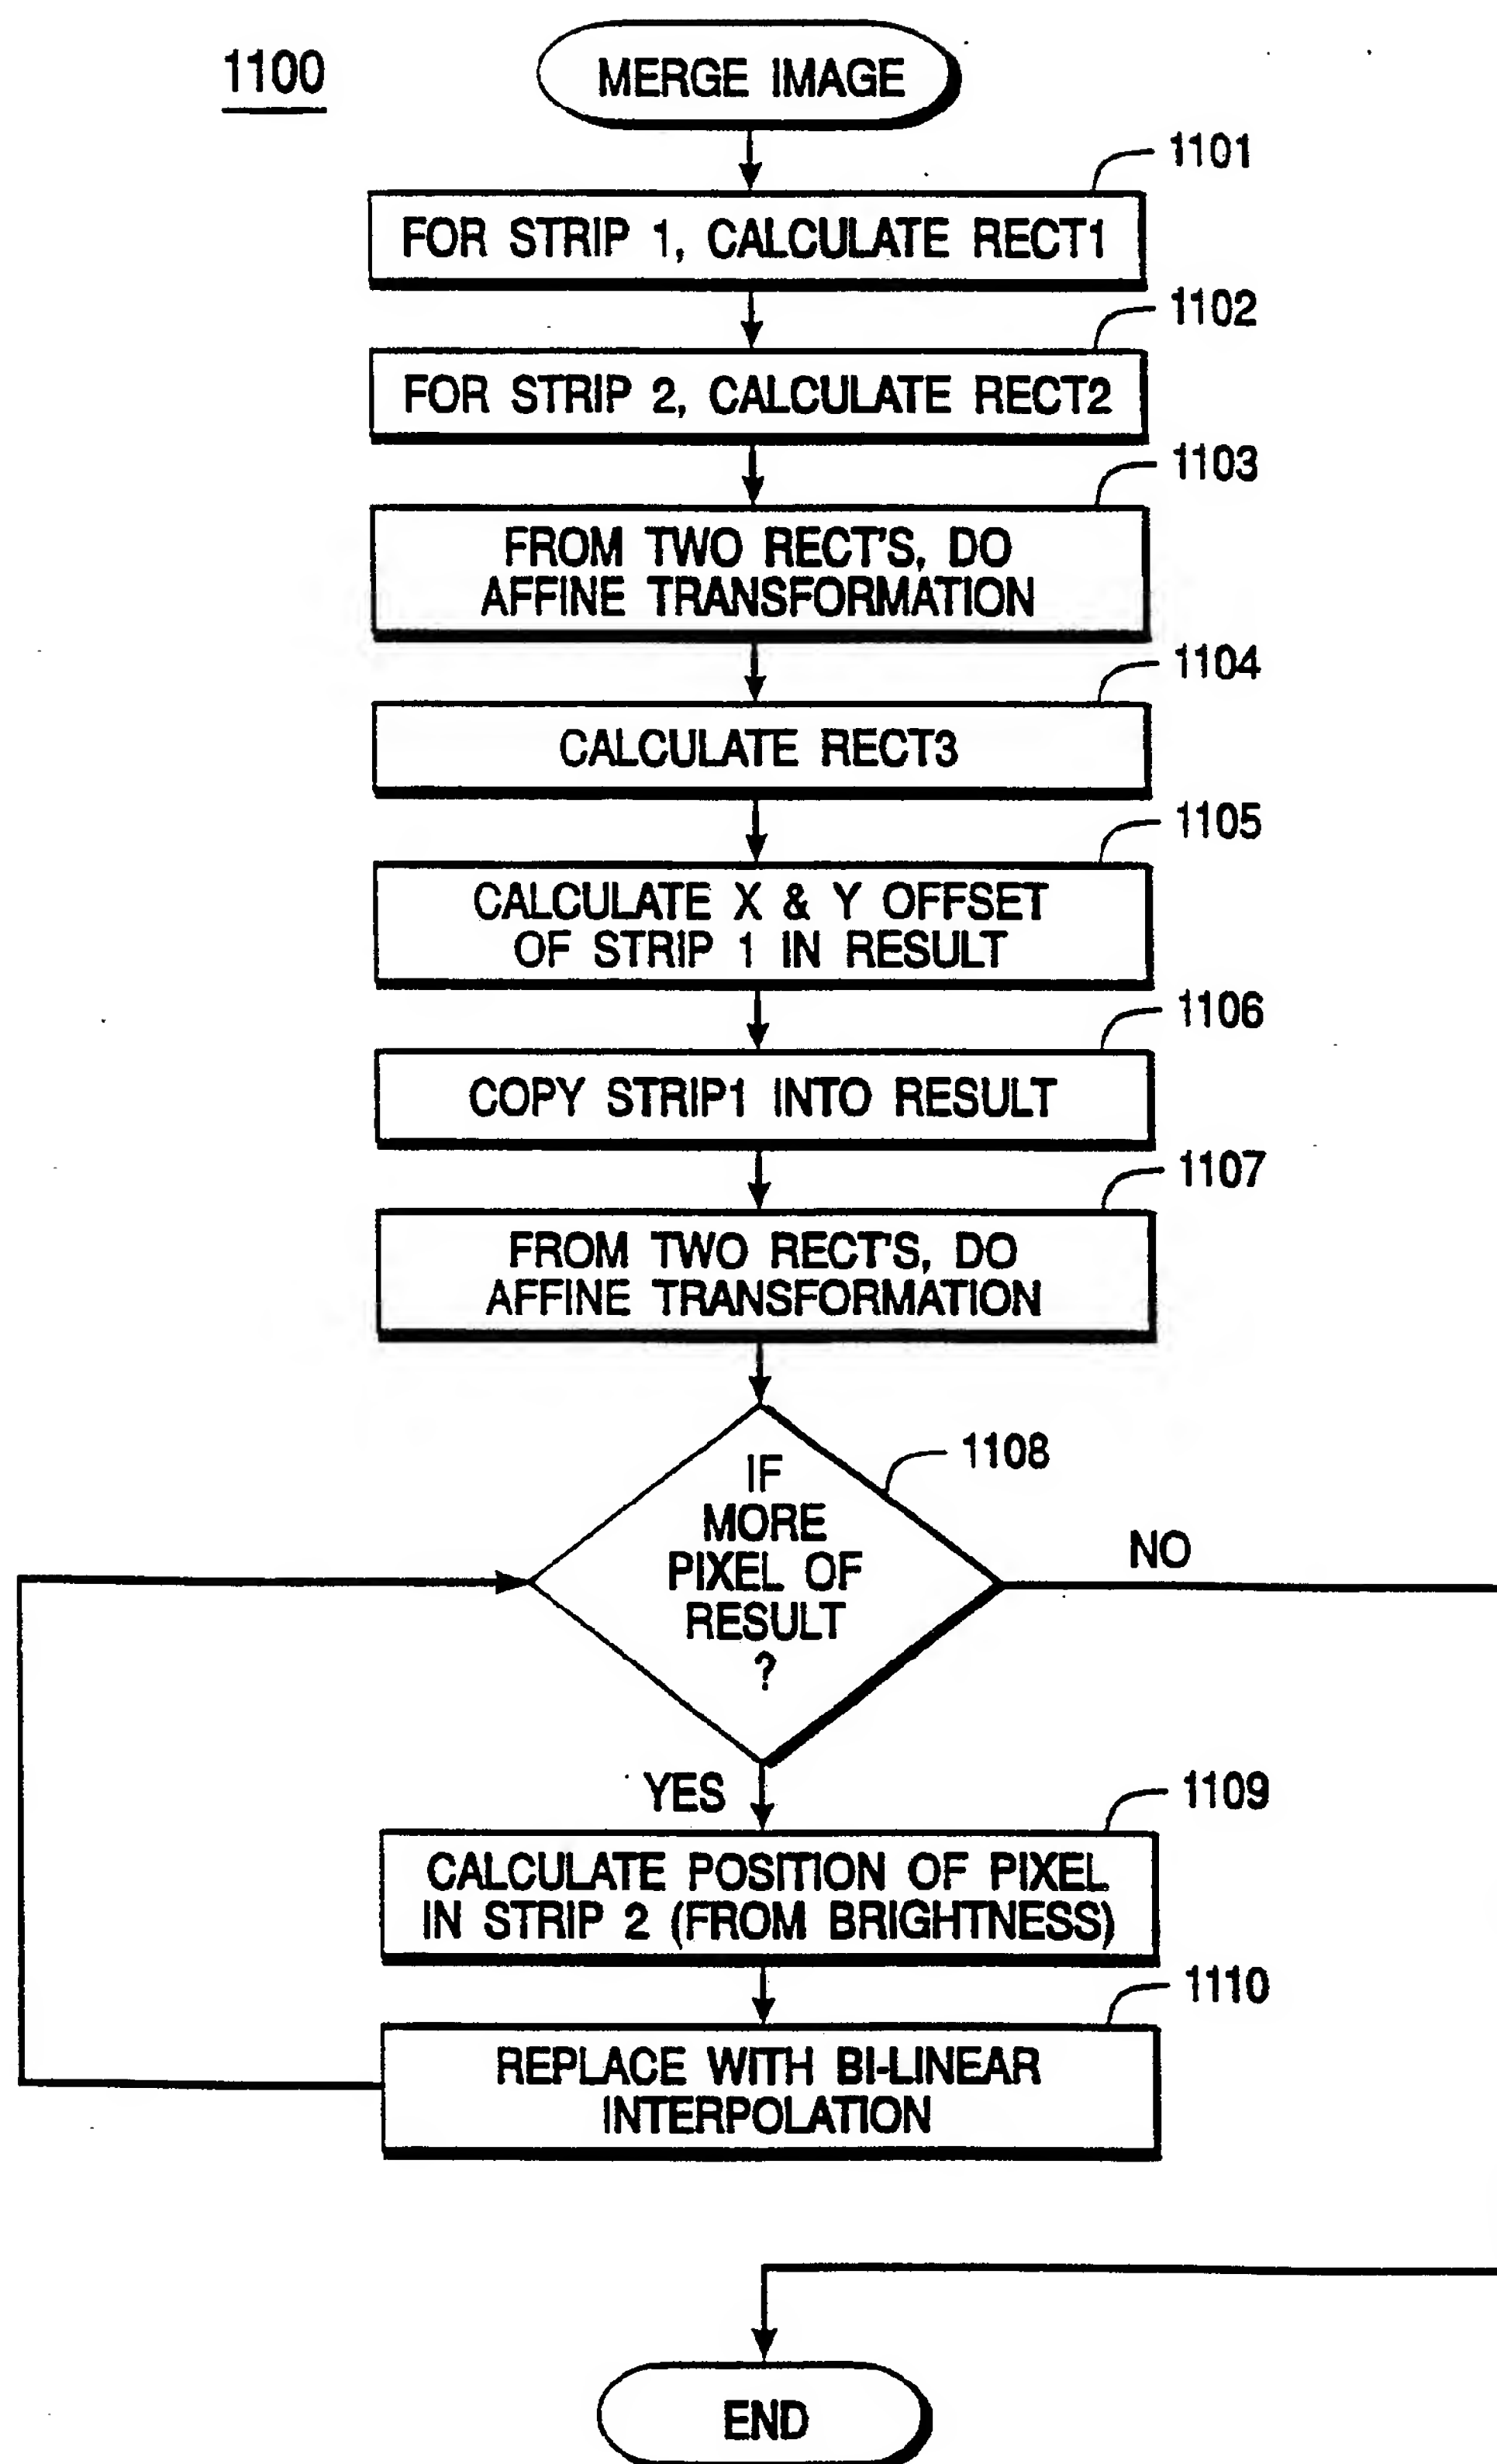 1100
MERGE IMAGE
1101
FOR STRIP 1, CALCULATE RECT1
1102
FOR STRIP 2, CALCULATE RECT2
1103
FROM TWO RECT'S, DO
AFFINE TRANSFORMATION
1104
CALCULATE RECT3
1105
CALCULATE X & Y OFFSET
OF STRIP 1 IN RESULT
1106
COPY STRIP1 INTO RESULT
1107
FROM TWO RECT'S, DO
AFFINE TRANSFORMATION
1108
IF
MORE
PIXEL OF
RESULT
?
NO
YES
1109
CALCULATE POSITION OF PIXEL
IN STRIP 2 (FROM BRIGHTNESS)
1110
REPLACE WITH BI-LINEAR
INTERPOLATION
END